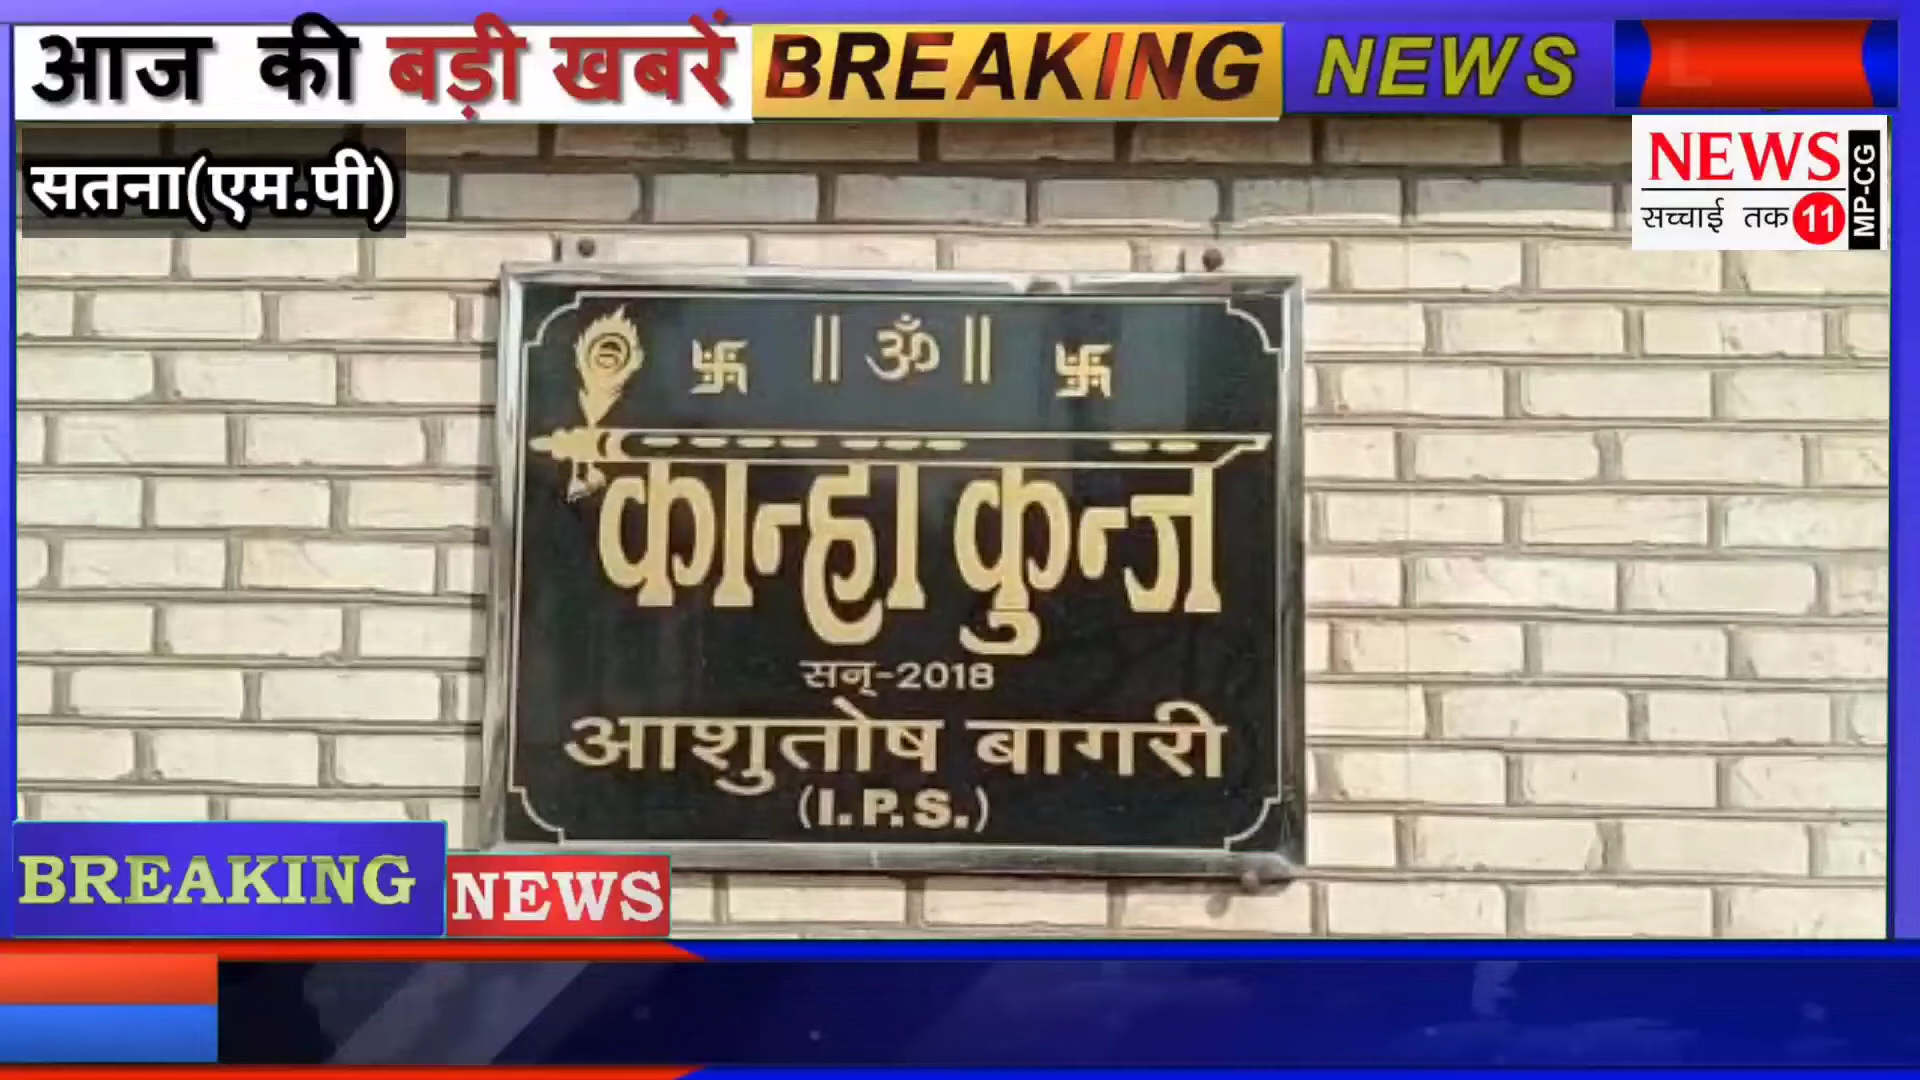 आज की बड़ी खबरें BREAKING NEWS
सतना(एम.पी)
NEWS
सच्चाई तक 11
MP-CG
|| ॐ ||
कान्हा कुन्ज
सन्-2018
आशुतोष बागरी
(I.P.S.)
BREAKING NEWS